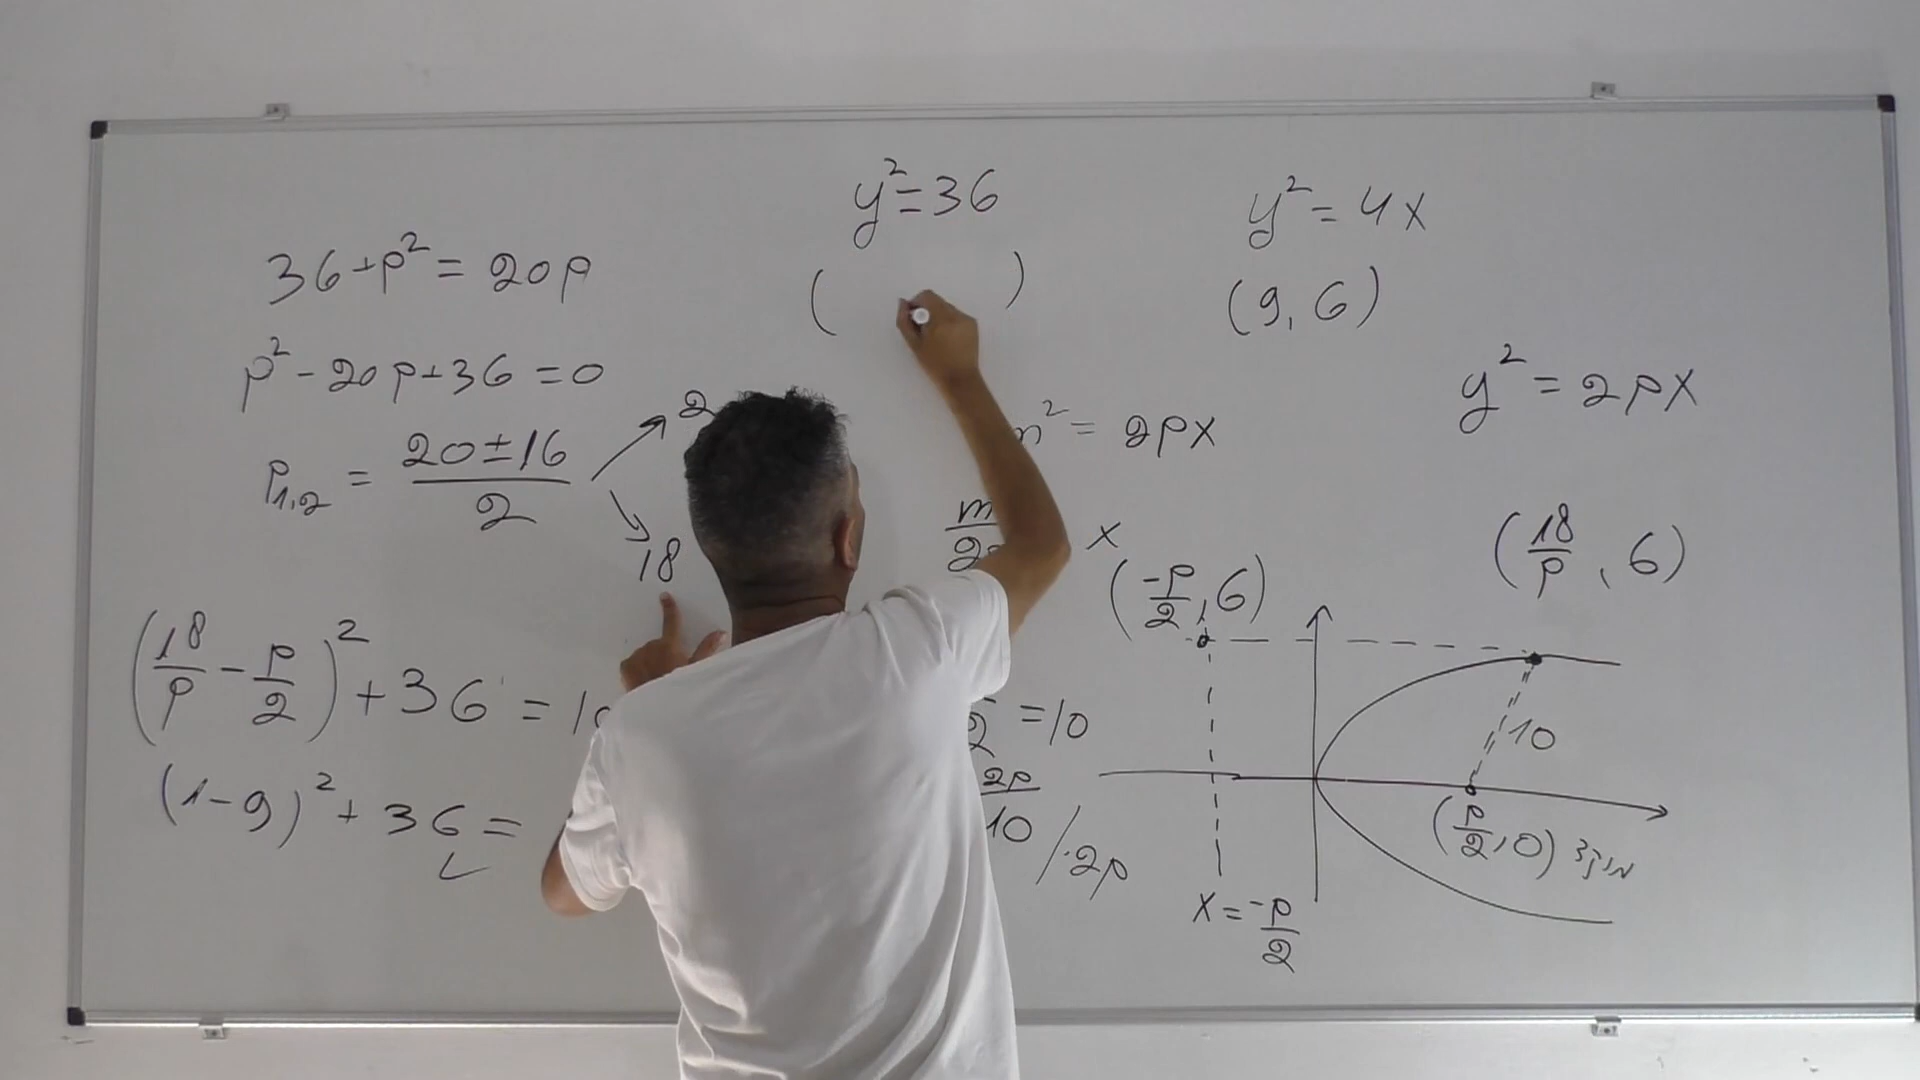 36+p² = 20p
p² - 20p + 36 = 0
p₁,₂ = (20±16)/2
2
18
(18/p - p/2)² + 36 = 10
(1-9)² + 36 =
y² = 36
( )
y² = 4x
(9, 6)
y² = 2px
² = 2px
x
(18/p, 6)
(-p/2, 6)
= 10
2p
10 /·2p
10
(p/2, 0)
x = -p/2